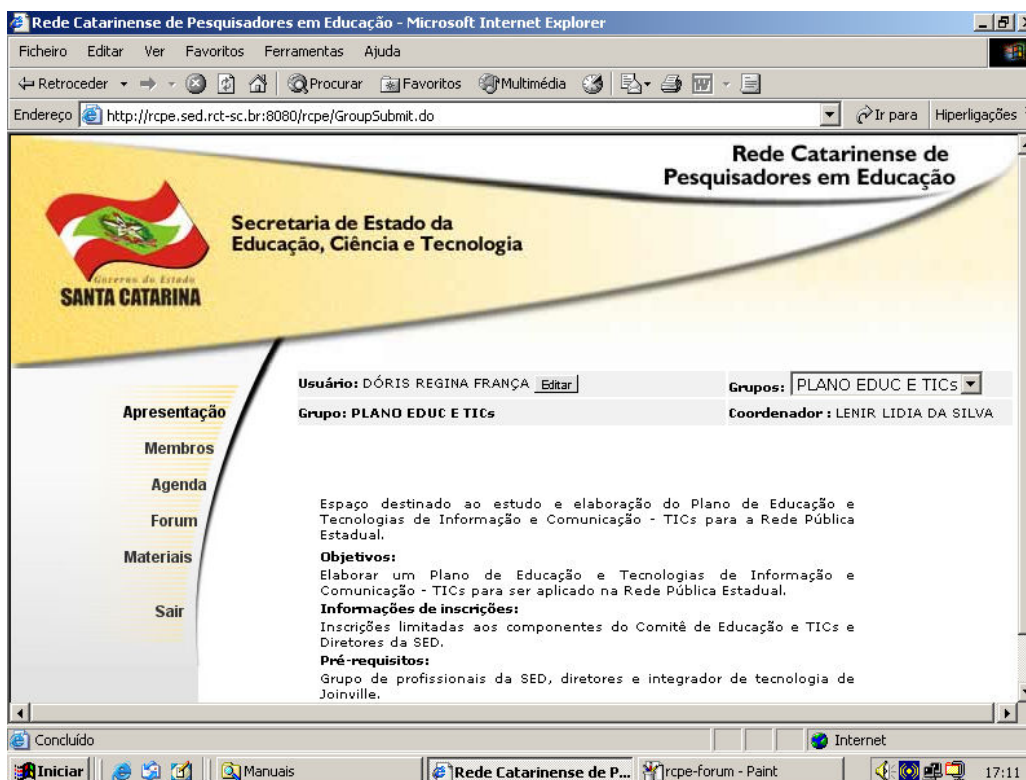 Rede Catarinense de Pesquisadores em Educação - Microsoft Internet Explorer
Ficheiro Editar Ver Favoritos Ferramentas Ajuda
Retroceder Procurar Favoritos Multimédia
Endereço http://rcpe.sed.rct-sc.br:8080/rcpe/GroupSubmit.do Ir para Hiperligações
Rede Catarinense de
Pesquisadores em Educação
Secretaria de Estado da
Educação, Ciência e Tecnologia
Governo do Estado
SANTA CATARINA
Usuário: DÓRIS REGINA FRANÇA Editar Grupos: PLANO EDUC E TICs
Grupo: PLANO EDUC E TICs Coordenador : LENIR LIDIA DA SILVA
Apresentação
Membros
Agenda
Forum
Materiais
Sair
Espaço destinado ao estudo e elaboração do Plano de Educação e
Tecnologias de Informação e Comunicação - TICs para a Rede Pública
Estadual.
Objetivos:
Elaborar um Plano de Educação e Tecnologias de Informação e
Comunicação - TICs para ser aplicado na Rede Pública Estadual.
Informações de inscrições:
Inscrições limitadas aos componentes do Comitê de Educação e TICs e
Diretores da SED.
Pré-requisitos:
Grupo de profissionais da SED, diretores e integrador de tecnologia de
Joinville.
Concluído Internet
Iniciar Manuais Rede Catarinense de P... rcpe-forum - Paint 17:11